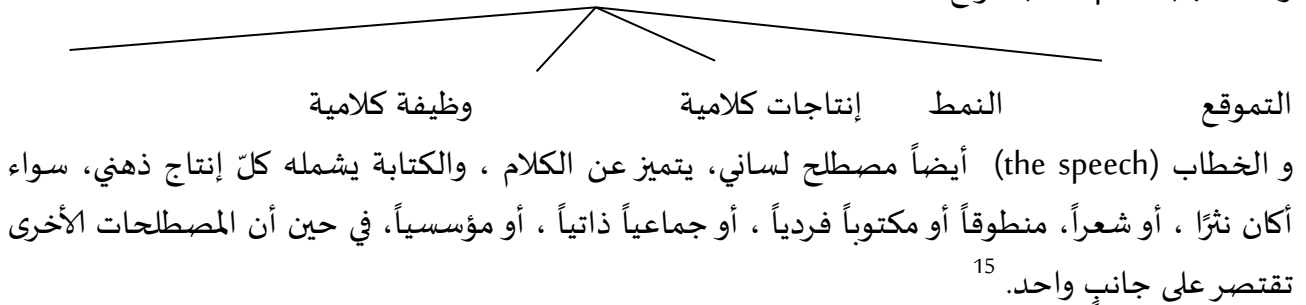 التموقع النمط إنتاجات كلامية وظيفة كلامية
و الخطاب (the speech) أيضاً مصطلح لساني، يتميز عن الكلام ، والكتابة يشمله كلّ إنتاج ذهني، سواء
أكان نثرًا ، أو شعراً، منطوقاً أو مكتوباً فردياً ، أو جماعياً ذاتياً ، أو مؤسسياً، في حين أن المصطلحات الأخرى
تقتصر على جانبٍ واحد. 15